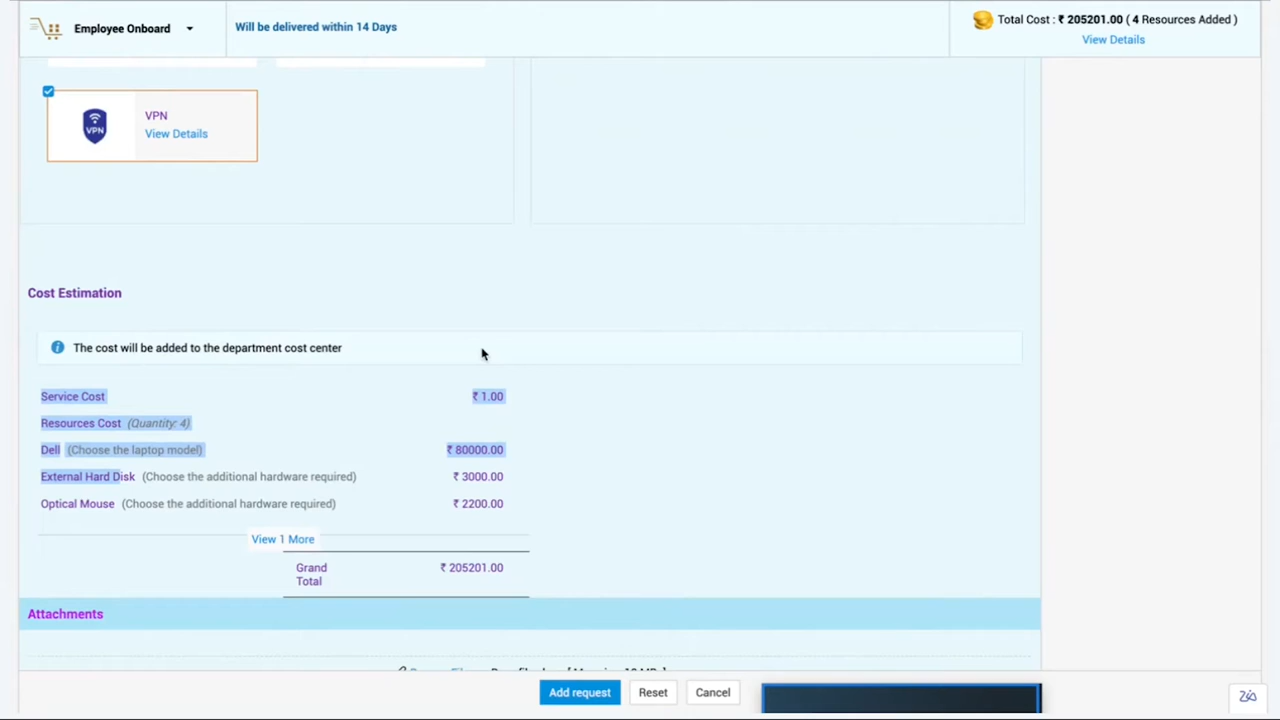 Employee Onboard
Will be delivered within 14 Days
Total Cost : ₹ 205201.00 ( 4 Resources Added )
View Details
VPN
VPN
View Details
Cost Estimation
The cost will be added to the department cost center
Service Cost ₹ 1.00
Resources Cost (Quantity: 4)
Dell (Choose the laptop model) ₹ 80000.00
External Hard Disk (Choose the additional hardware required) ₹ 3000.00
Optical Mouse (Choose the additional hardware required) ₹ 2200.00
View 1 More
Grand ₹ 205201.00
Total
Attachments
Add request Reset Cancel